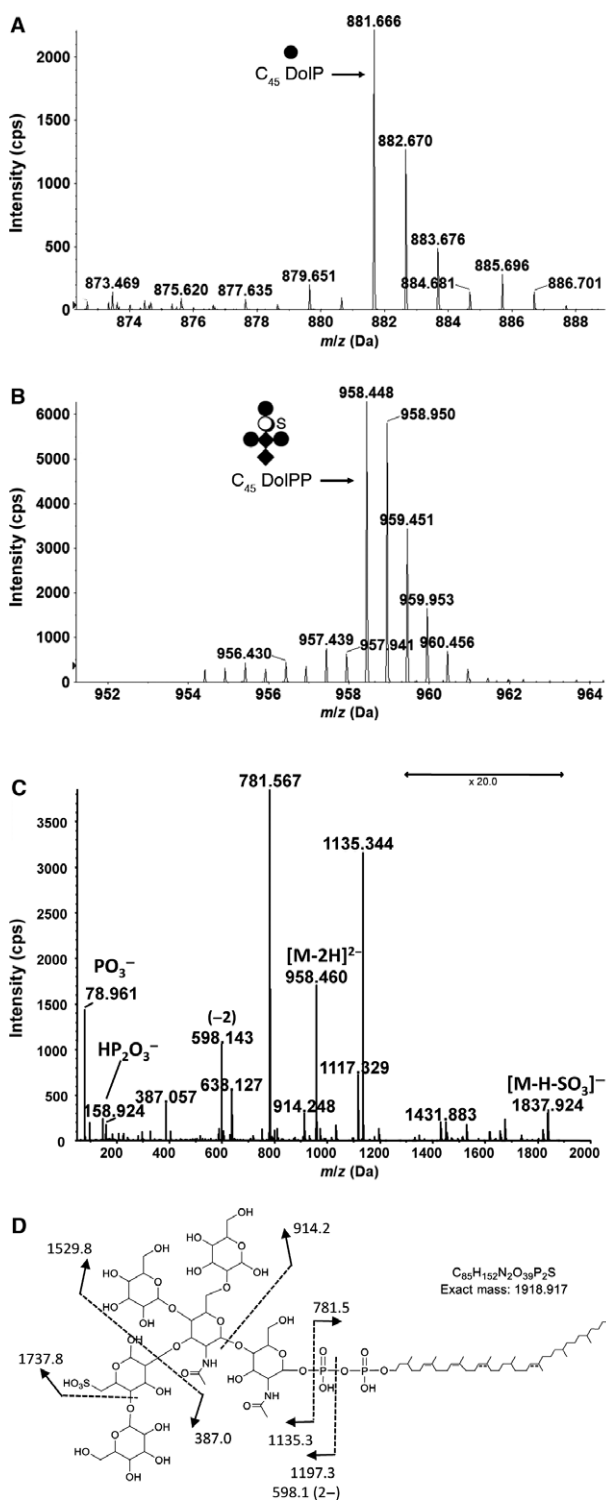 A
881.666
C₄₅ DolP
882.670
883.676
873.469
875.620
877.635
879.651
884.681
885.696
886.701
2000
1500
1000
500
0
Intensity (cps)
874 876 878 880 882 884 886 888
m/z (Da)
B
958.448
958.950
S
C₄₅ DolPP
959.451
959.953
956.430
957.439
957.941
960.456
6000
5000
4000
3000
2000
1000
0
Intensity (cps)
952 954 956 958 960 962 964
m/z (Da)
C
781.567
x 20.0
1135.344
[M-2H]²⁻
958.460
PO₃⁻
78.961
(−2)
598.143
HP₂O₃⁻
158.924
387.057
638.127
914.248
1117.329
1431.883
[M-H-SO₃]⁻
1837.924
3500
3000
2500
2000
1500
1000
500
0
Intensity (cps)
200 400 600 800 1000 1200 1400 1600 1800 2000
m/z (Da)
D
914.2
1529.8
C₈₅H₁₅₂N₂O₃₉P₂S
Exact mass: 1918.917
781.5
1737.8
HO₃S
387.0
1135.3
1197.3
598.1 (2−)